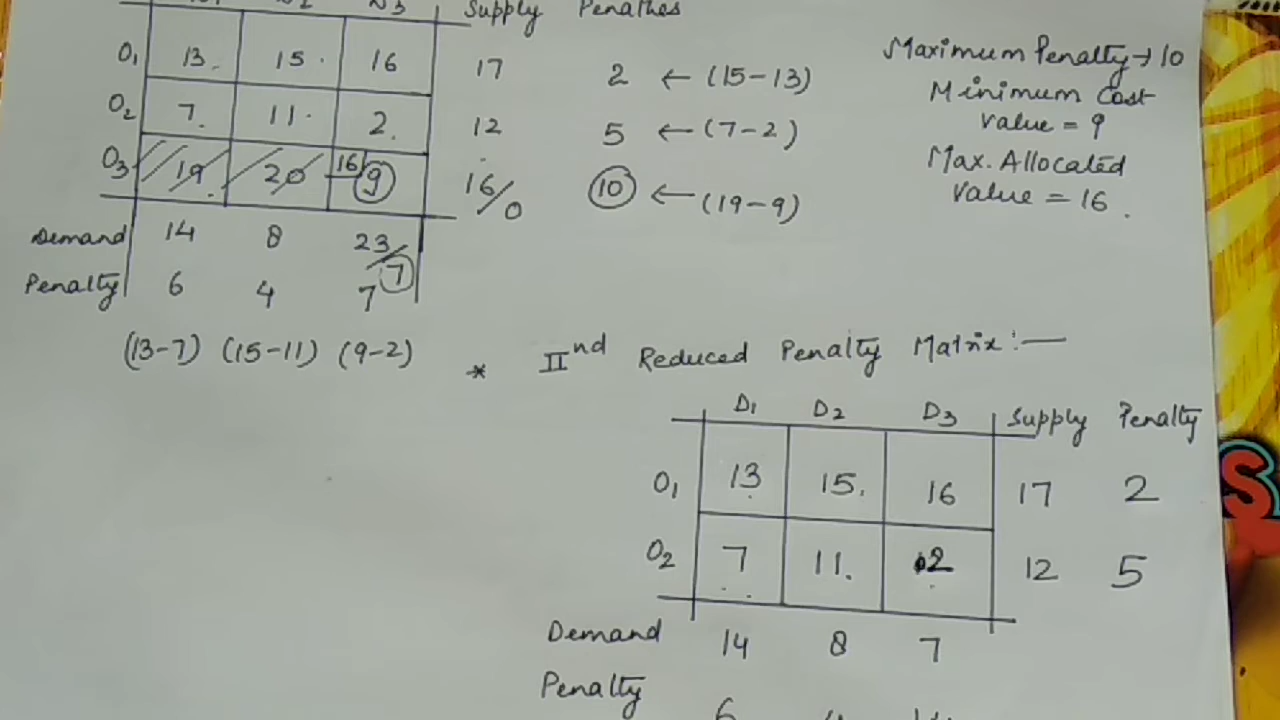 D3 Supply Penalties
O1 13 15 16 17 2 ← (15-13)
O2 7 11 2 12 5 ← (7-2)
O3 19 20 16 9 16/0 10 ← (19-9)
Demand 14 8 23 7
Penalty 6 4 7
(13-7) (15-11) (9-2)
Maximum Penalty → 10
Minimum Cost
value = 9
Max. Allocated
value = 16.
* IInd Reduced Penalty Matrix:—
D1 D2 D3 Supply Penalty
O1 13 15 16 17 2
O2 7 11 2 12 5
Demand 14 8 7
Penalty
S